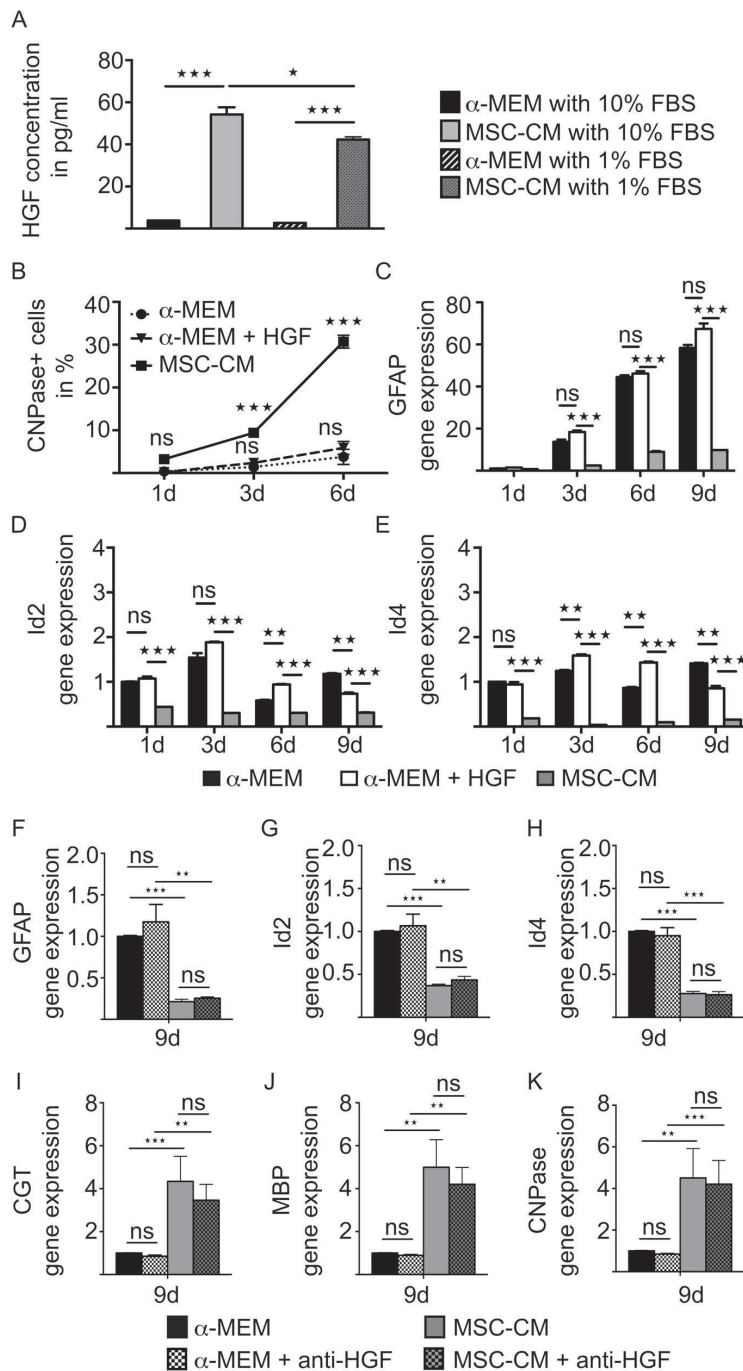 A
HGF concentration
in pg/ml
80
60
40
20
★★★
★
★★★
α-MEM with 10% FBS
MSC-CM with 10% FBS
α-MEM with 1% FBS
MSC-CM with 1% FBS
B
CNPase+ cells
in %
40
30
20
10
α-MEM
α-MEM + HGF
MSC-CM
★★★
★★★
ns
ns
ns
1d 3d 6d
C
GFAP
gene expression
80
60
40
20
ns
★★★
ns
★★★
ns
★★★
1d 3d 6d 9d
D
Id2
gene expression
4
3
2
1
ns
★★★
ns
★★★
★★
★★★
★★
★★★
1d 3d 6d 9d
E
Id4
gene expression
4
3
2
1
ns
★★★
★★
★★★
★★
★★★
★★
★★★
1d 3d 6d 9d
α-MEM α-MEM + HGF MSC-CM
F
GFAP
gene expression
2.0
1.5
1.0
0.5
ns
★★
★★★
ns
9d
G
Id2
gene expression
2.0
1.5
1.0
0.5
ns
★★
★★★
ns
9d
H
Id4
gene expression
2.0
1.5
1.0
0.5
ns
★★★
★★★
ns
9d
I
CGT
gene expression
8
6
4
2
ns
★★
★★★
ns
9d
J
MBP
gene expression
8
6
4
2
ns
★★
★★
ns
9d
K
CNPase
gene expression
8
6
4
2
ns
★★★
★★
ns
9d
α-MEM MSC-CM
α-MEM + anti-HGF MSC-CM + anti-HGF